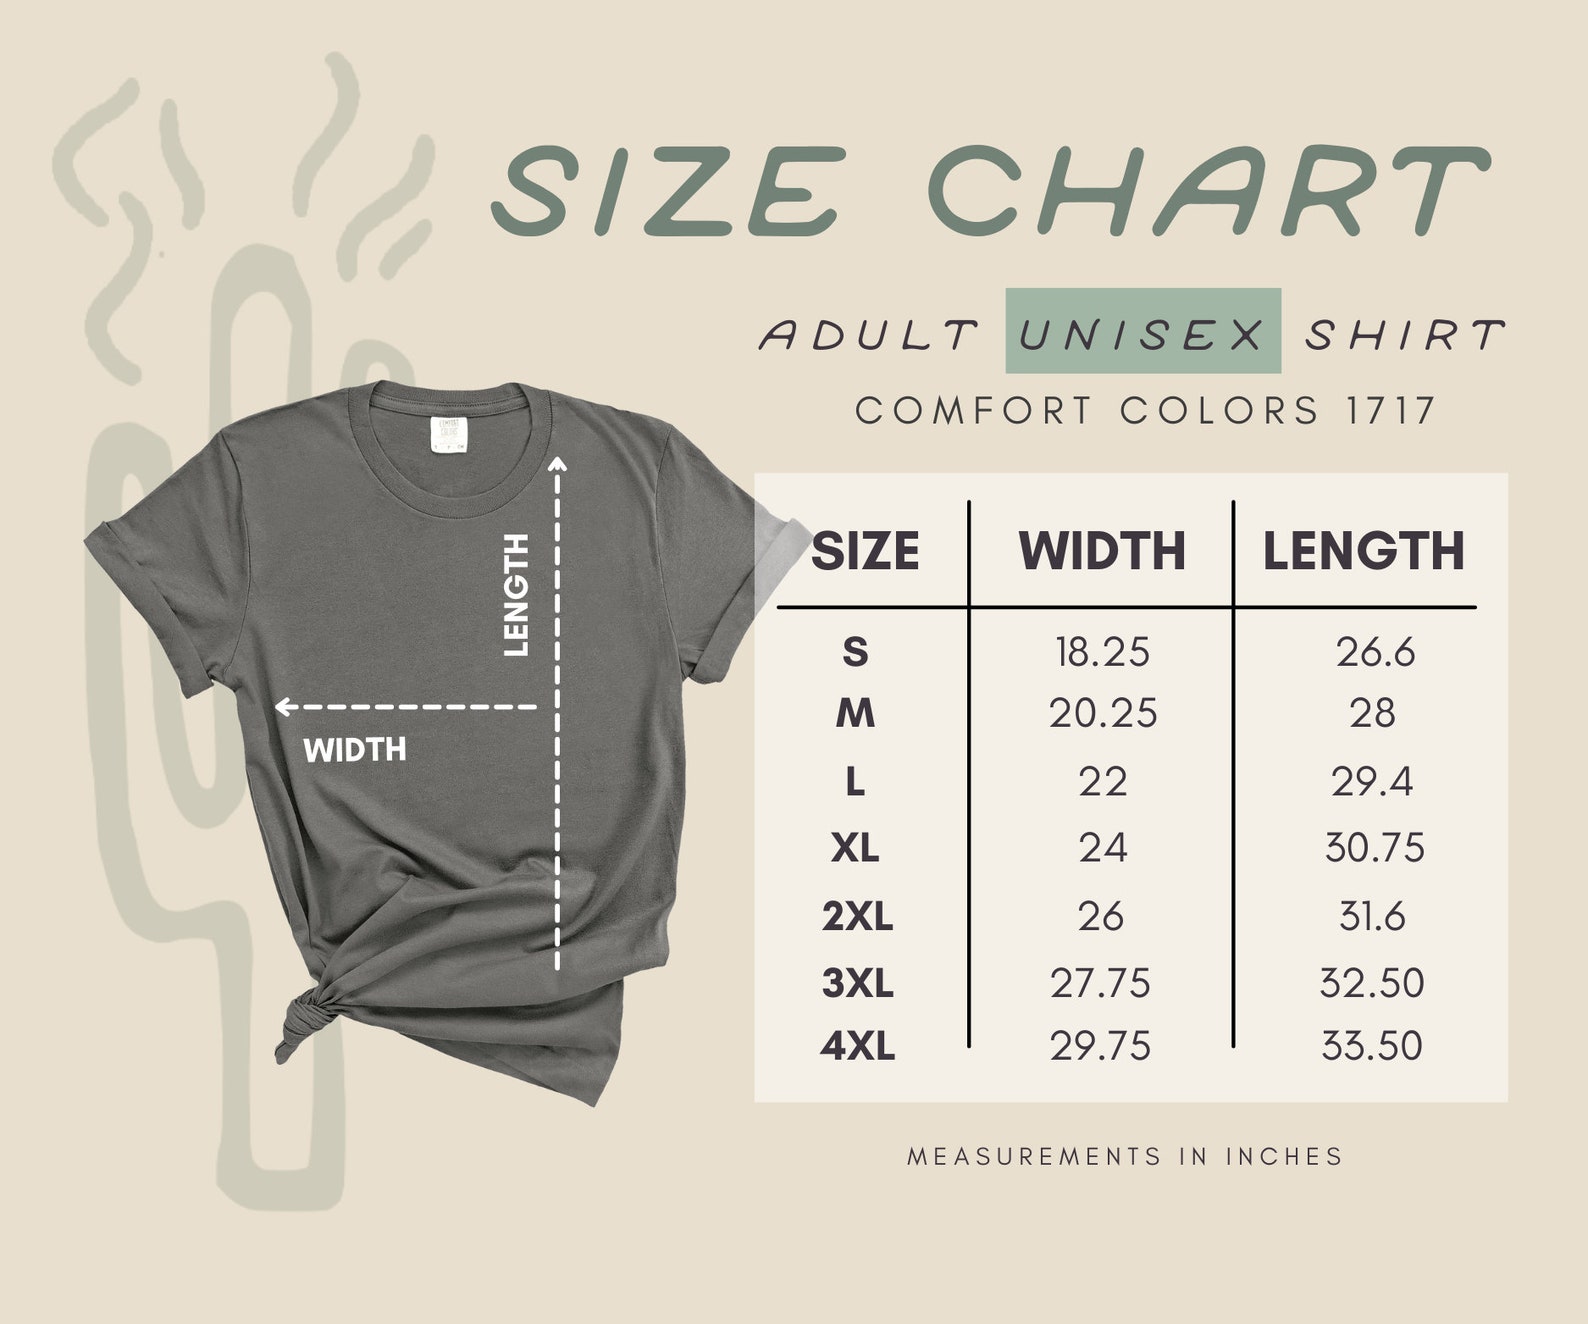 SIZE CHART
ADULT UNISEX SHIRT
COMFORT COLORS 1717
COMFORT
COLORS
LENGTH
WIDTH
SIZE WIDTH LENGTH
S 18.25 26.6
M 20.25 28
L 22 29.4
XL 24 30.75
2XL 26 31.6
3XL 27.75 32.50
4XL 29.75 33.50
MEASUREMENTS IN INCHES